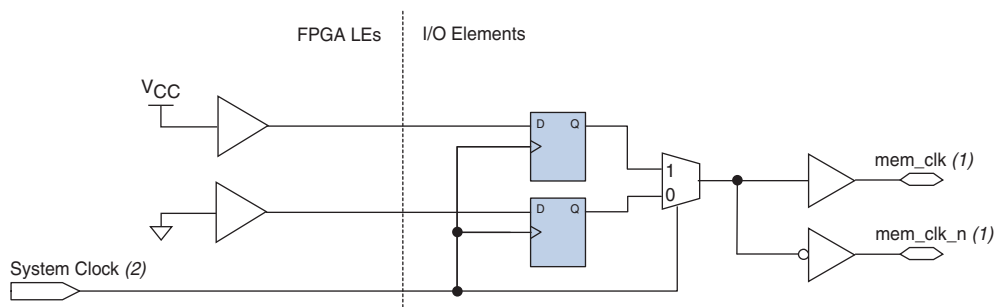 FPGA LEs
I/O Elements
VCC
D Q
1
mem_clk (1)
0
D Q
mem_clk_n (1)
System Clock (2)